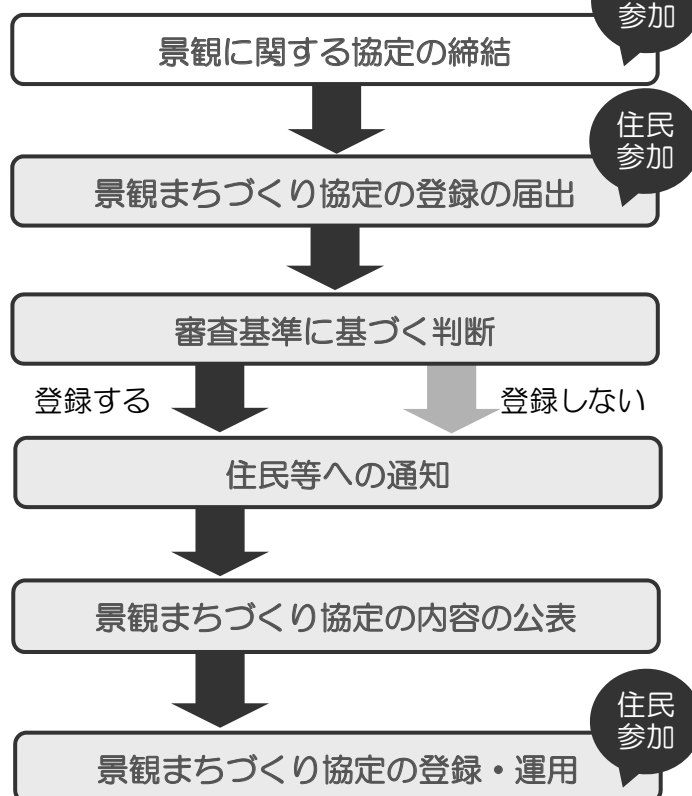 参加
景観に関する協定の締結
住民
参加
景観まちづくり協定の登録の届出
審査基準に基づく判断
登録する
登録しない
住民等への通知
景観まちづくり協定の内容の公表
住民
参加
景観まちづくり協定の登録・運用